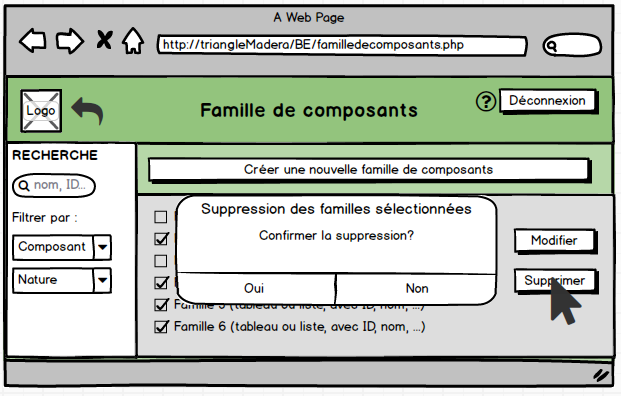 A Web Page
http://triangleMadera/BE/familledecomposants.php
Logo
Famille de composants
?
Déconnexion
RECHERCHE
nom, ID...
Filtrer par :
Composant
Nature
Créer une nouvelle famille de composants
Suppression des familles sélectionnées
Confirmer la suppression?
Oui
Non
Modifier
Supprimer
Famille 5 (tableau ou liste, avec ID, nom, ...)
Famille 6 (tableau ou liste, avec ID, nom, ...)